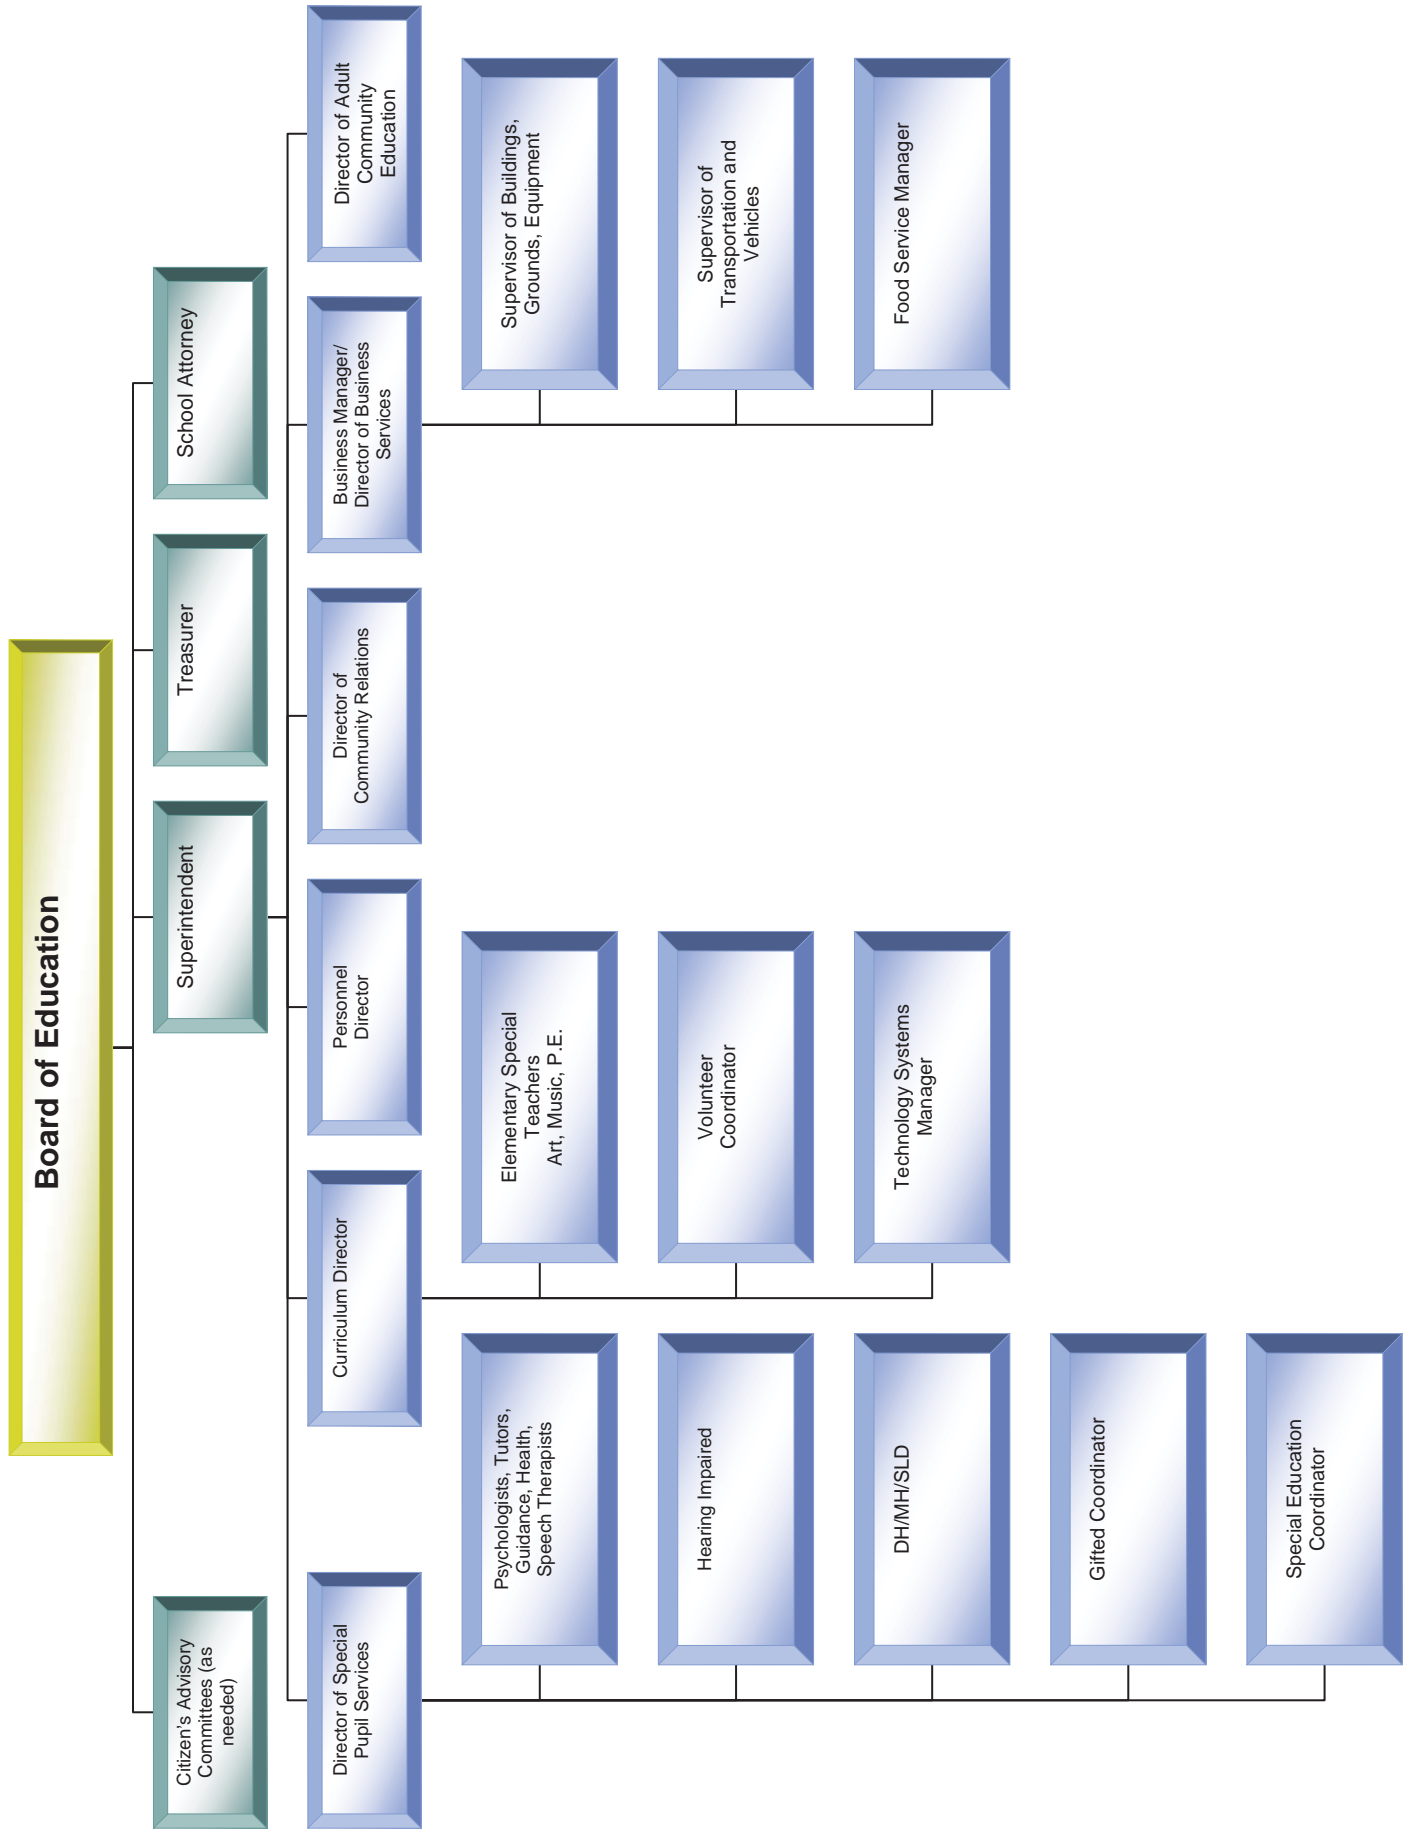 Board of Education
Citizen's Advisory
Committees (as
needed)
Superintendent
Treasurer
School Attorney
Director of Special
Pupil Services
Curriculum Director
Personnel
Director
Director of
Community Relations
Business Manager/
Director of Business
Services
Director of Adult
Community
Education
Psychologists, Tutors,
Guidance, Health,
Speech Therapists
Hearing Impaired
DH/MH/SLD
Gifted Coordinator
Special Education
Coordinator
Elementary Special
Teachers
Art, Music, P.E.
Volunteer
Coordinator
Technology Systems
Manager
Supervisor of Buildings,
Grounds, Equipment
Supervisor of
Transportation and
Vehicles
Food Service Manager